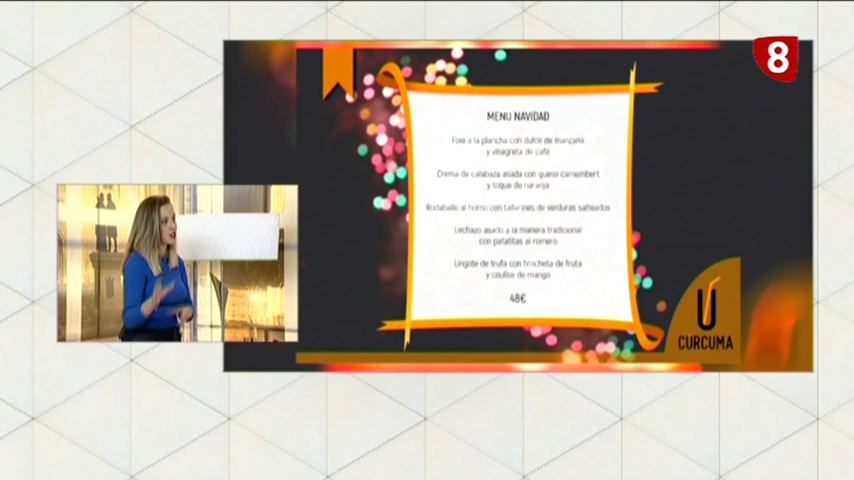 8
MENU NAVIDAD
Foie a la plancha con dulce de manzana
y vinagreta de café
Crema de calabaza asada con queso camembert
y toque de naranja
Rodaballo al horno con tallarines de verduras salteados
Lechazo asado a la manera tradicional
con patatitas al romero
Lingote de trufa con brocheta de fruta
y coulise de mango
48€
U
CURCUMA